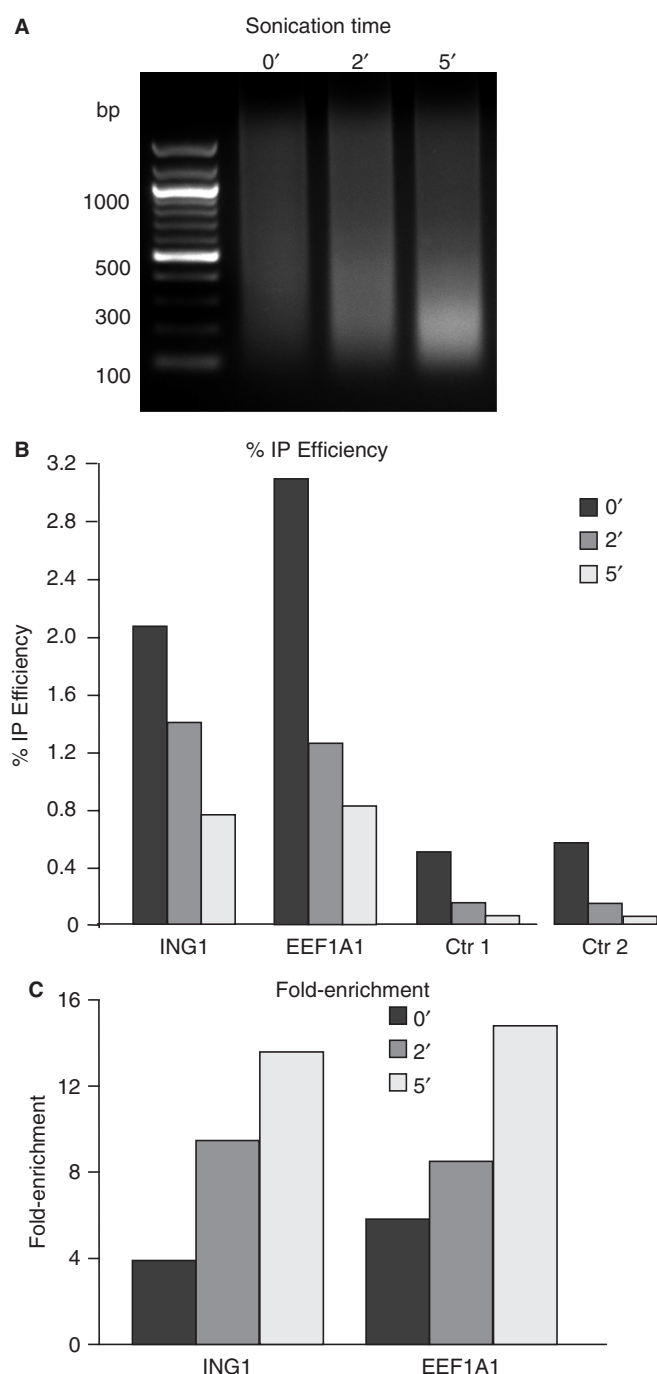 A
Sonication time
0′ 2′ 5′
bp
1000
500
300
100
B
% IP Efficiency
3.2
2.8
2.4
2.0
1.6
1.2
0.8
0.4
0
% IP Efficiency
0′
2′
5′
ING1 EEF1A1 Ctr 1 Ctr 2
C
Fold-enrichment
16
12
8
4
0
Fold-enrichment
0′
2′
5′
ING1 EEF1A1